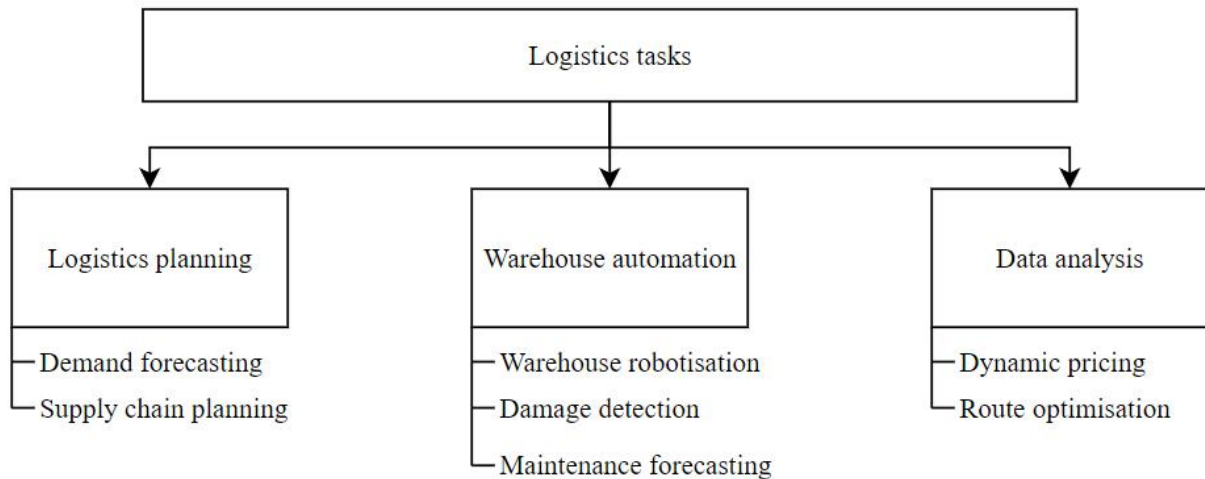 Logistics tasks
Logistics planning
Demand forecasting
Supply chain planning
Warehouse automation
Warehouse robotisation
Damage detection
Maintenance forecasting
Data analysis
Dynamic pricing
Route optimisation